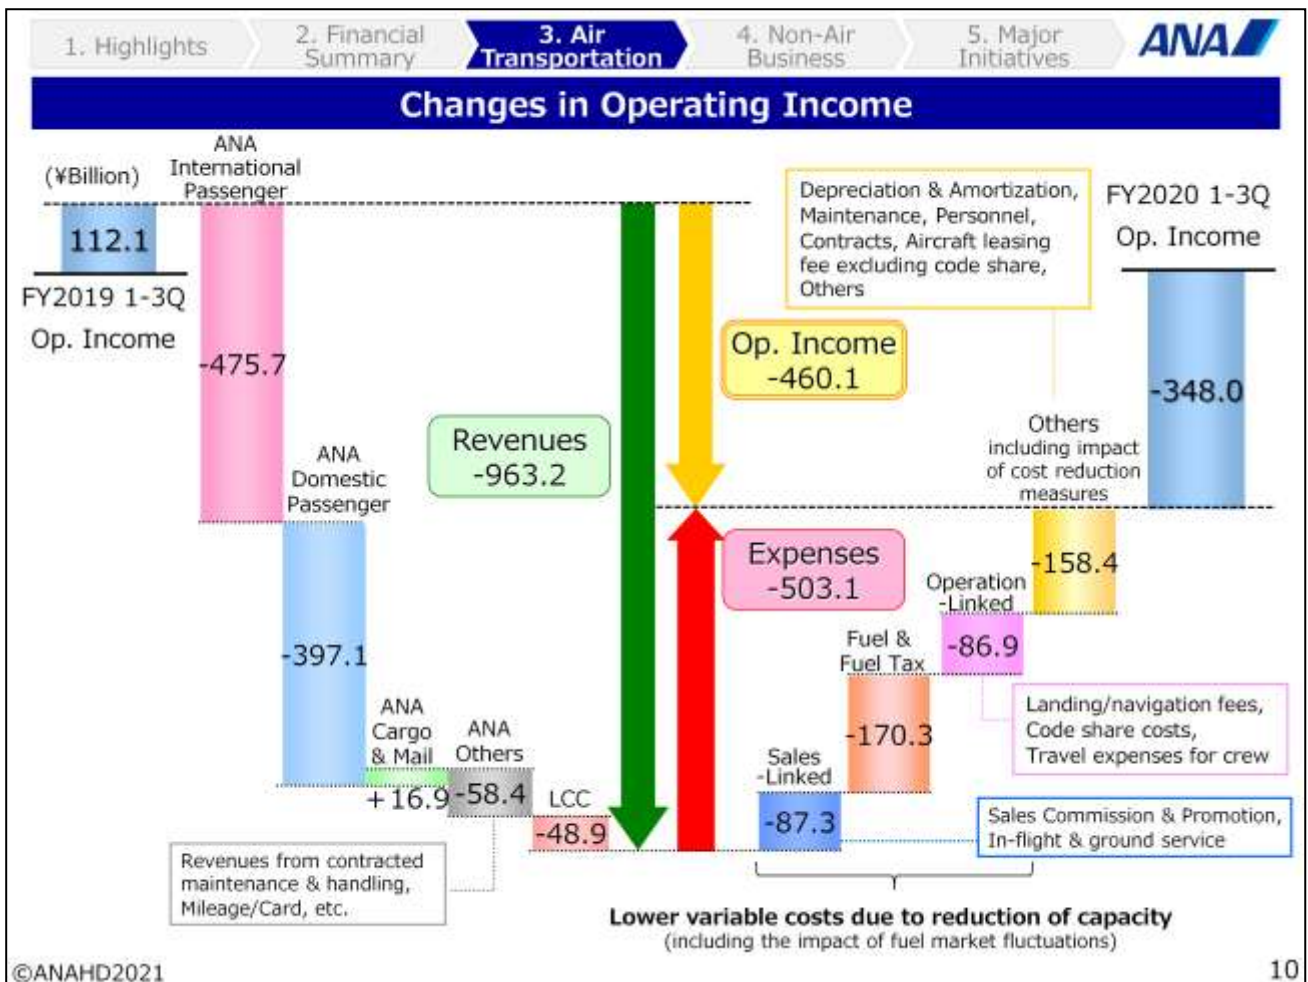 1. Highlights
2. Financial
Summary
3. Air
Transportation
4. Non-Air
Business
5. Major
Initiatives
ANA
Changes in Operating Income
(¥Billion)
112.1
FY2019 1-3Q
Op. Income
ANA
International
Passenger
-475.7
ANA
Domestic
Passenger
-397.1
ANA
Cargo
& Mail
+16.9
ANA
Others
-58.4
LCC
-48.9
Revenues from contracted
maintenance & handling,
Mileage/Card, etc.
Revenues
-963.2
Op. Income
-460.1
Expenses
-503.1
Sales
-Linked
-87.3
Fuel &
Fuel Tax
-170.3
Operation
-Linked
-86.9
Others
including impact
of cost reduction
measures
-158.4
Depreciation & Amortization,
Maintenance, Personnel,
Contracts, Aircraft leasing
fee excluding code share,
Others
FY2020 1-3Q
Op. Income
-348.0
Landing/navigation fees,
Code share costs,
Travel expenses for crew
Sales Commission & Promotion,
In-flight & ground service
Lower variable costs due to reduction of capacity
(including the impact of fuel market fluctuations)
©ANAHD2021
10